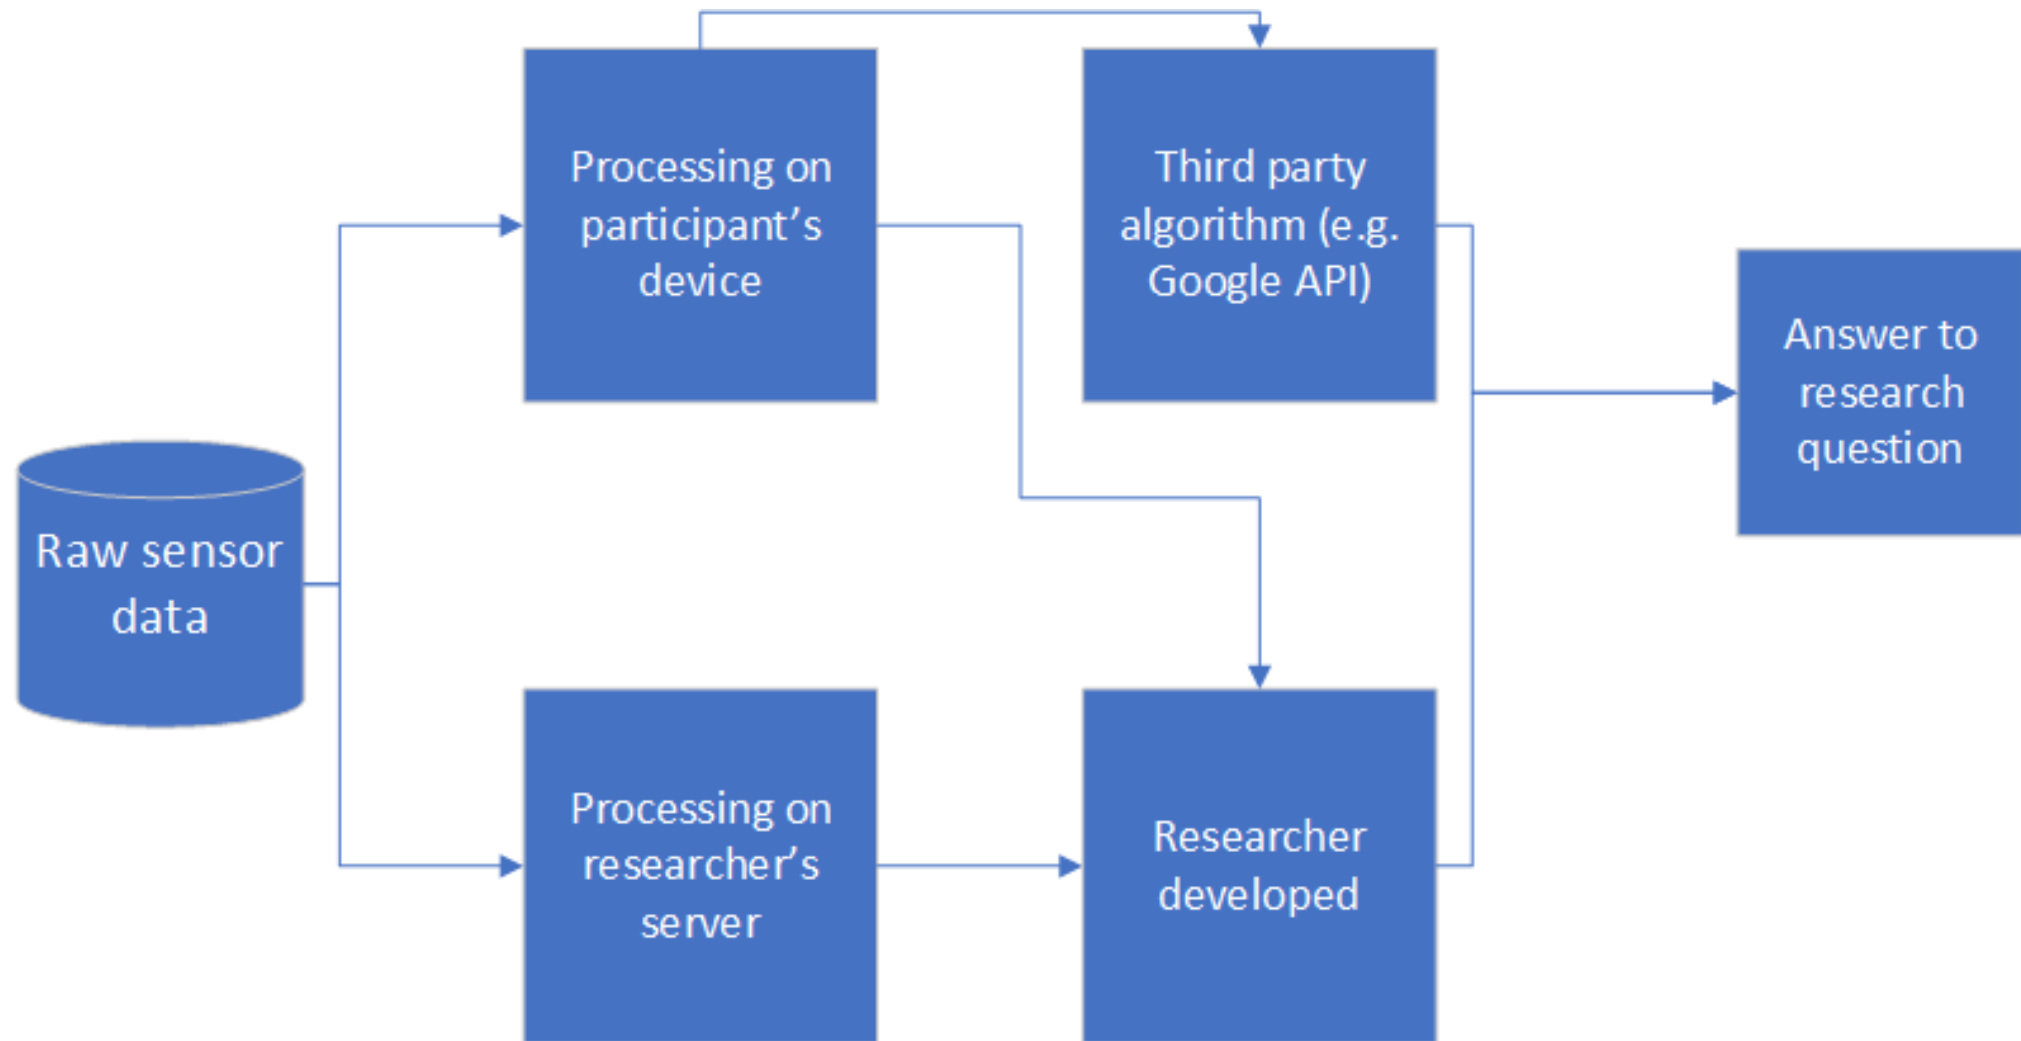 Processing on
participant’s
device
Third party
algorithm (e.g.
Google API)
Answer to
research
question
Raw sensor
data
Processing on
researcher’s
server
Researcher
developed